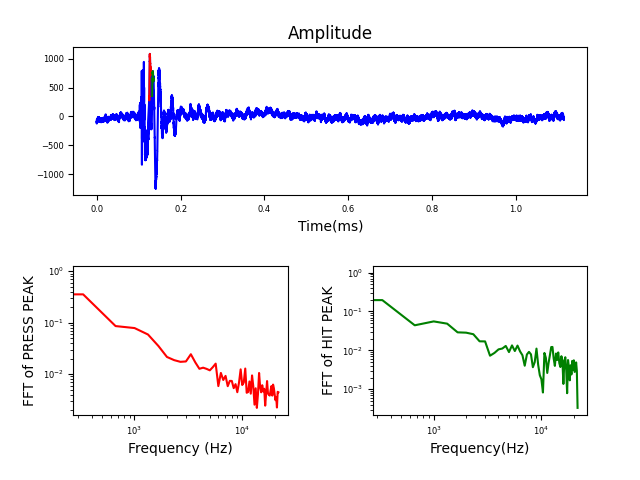 Amplitude
1000
500
0
−500
−1000
0.0 0.2 0.4 0.6 0.8 1.0
Time(ms)
FFT of PRESS PEAK
10⁰
10⁻¹
10⁻²
10³ 10⁴
Frequency (Hz)
FFT of HIT PEAK
10⁰
10⁻¹
10⁻²
10⁻³
10³ 10⁴
Frequency(Hz)